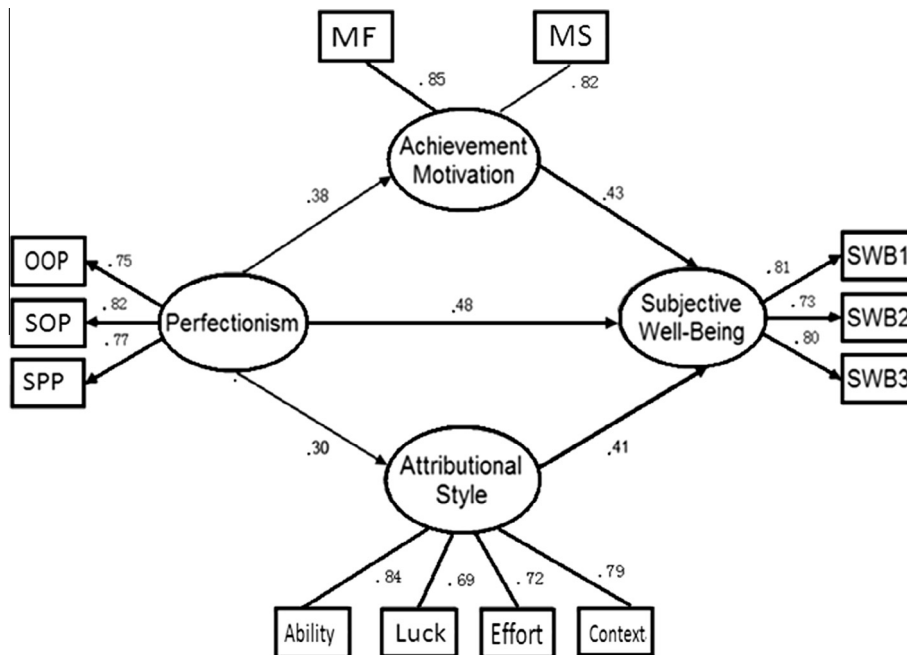 MF
MS
.85
.82
Achievement
Motivation
.38
.43
OOP
.75
SOP
.82
SPP
.77
Perfectionism
.48
Subjective
Well-Being
.81
SWB1
.73
SWB2
.80
SWB3
.30
.41
Attributional
Style
.84
.69
.72
.79
Ability
Luck
Effort
Context